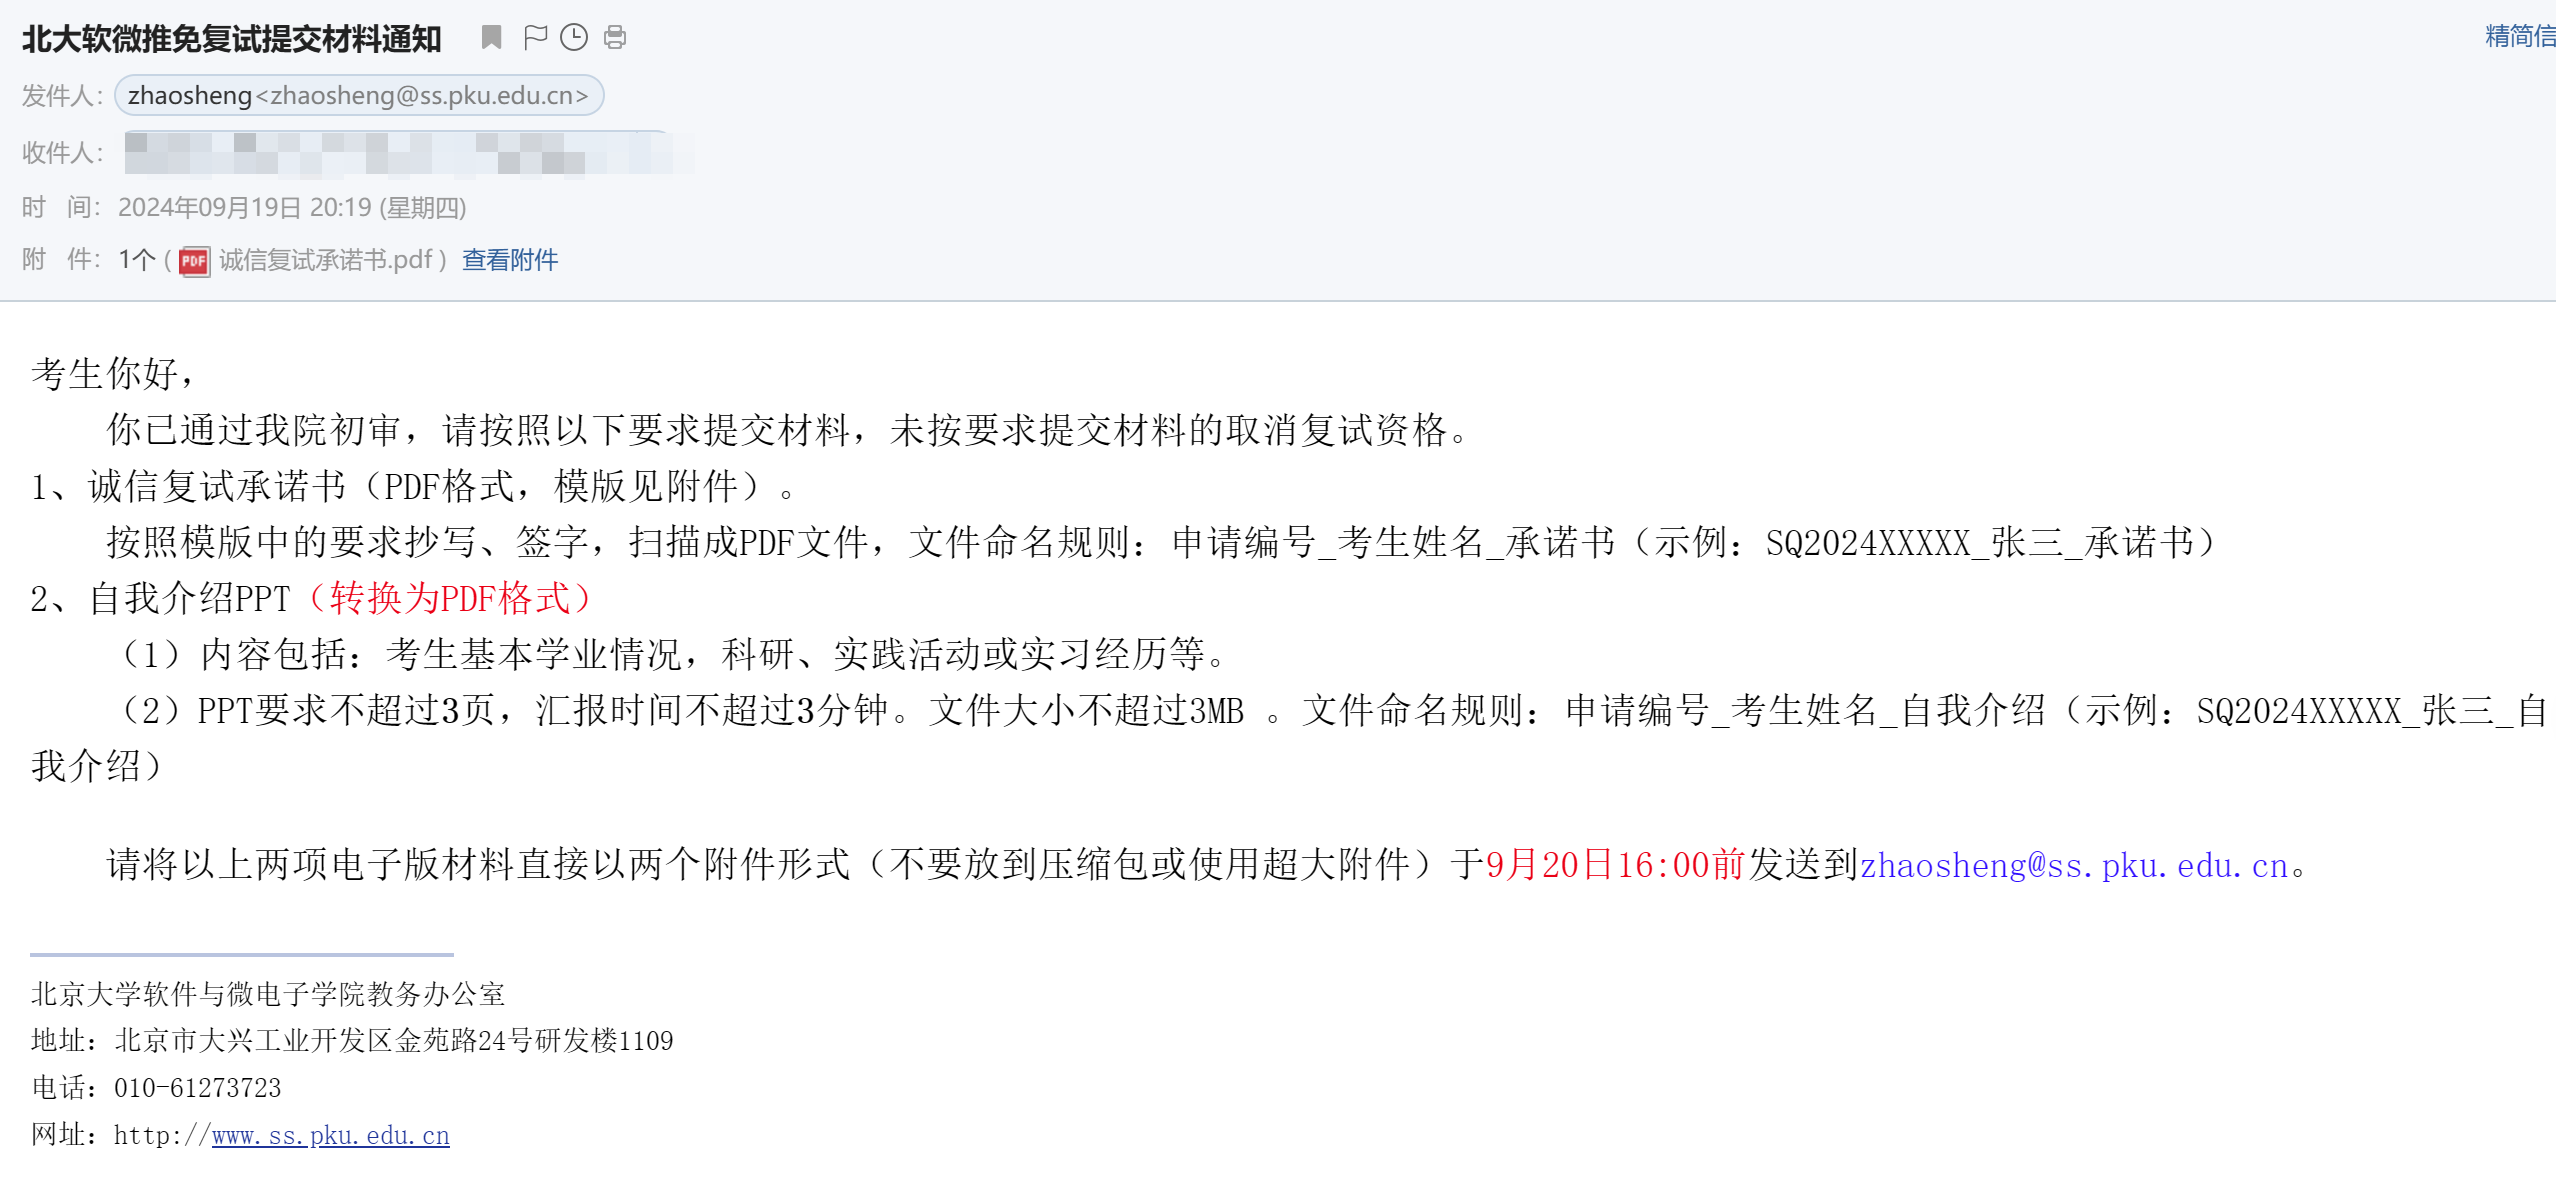 北大软微推免复试提交材料通知
精简信
发件人：zhaosheng<zhaosheng@ss.pku.edu.cn>
收件人：
时 间：2024年09月19日 20:19 (星期四)
附 件：1个 ( PDF 诚信复试承诺书.pdf ) 查看附件
考生你好，
你已通过我院初审，请按照以下要求提交材料，未按要求提交材料的取消复试资格。
1、诚信复试承诺书（PDF格式，模版见附件）。
按照模版中的要求抄写、签字，扫描成PDF文件，文件命名规则：申请编号_考生姓名_承诺书（示例：SQ2024XXXXX_张三_承诺书）
2、自我介绍PPT（转换为PDF格式）
（1）内容包括：考生基本学业情况，科研、实践活动或实习经历等。
（2）PPT要求不超过3页，汇报时间不超过3分钟。文件大小不超过3MB 。文件命名规则：申请编号_考生姓名_自我介绍（示例：SQ2024XXXXX_张三_自
我介绍）
请将以上两项电子版材料直接以两个附件形式（不要放到压缩包或使用超大附件）于9月20日16:00前发送到zhaosheng@ss.pku.edu.cn。
北京大学软件与微电子学院教务办公室
地址：北京市大兴工业开发区金苑路24号研发楼1109
电话：010-61273723
网址：http://www.ss.pku.edu.cn